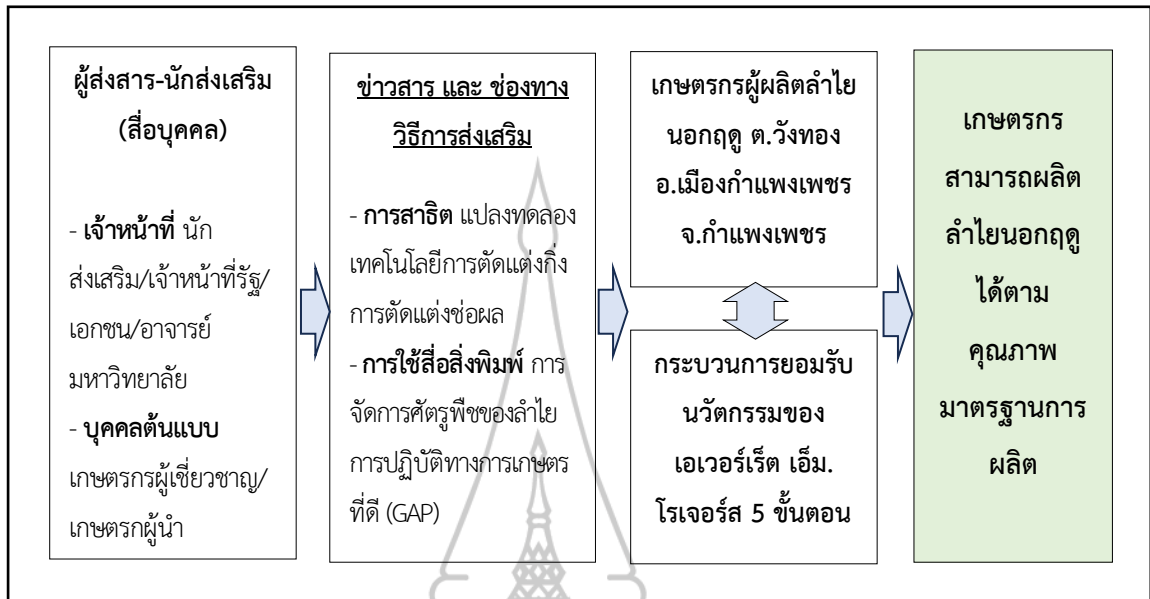 ผู้ส่งสาร-นักส่งเสริม
(สื่อบุคคล)
- เจ้าหน้าที่ นัก
ส่งเสริม/เจ้าหน้าที่รัฐ/
เอกชน/อาจารย์
มหาวิทยาลัย
- บุคคลต้นแบบ
เกษตรกรผู้เชี่ยวชาญ/
เกษตรกผู้นำ
ข่าวสาร และ ช่องทาง
วิธีการส่งเสริม
- การสาธิต แปลงทดลอง
เทคโนโลยีการตัดแต่งกิ่ง
การตัดแต่งช่อผล
- การใช้สื่อสิ่งพิมพ์ การ
จัดการศัตรูพืชของลำไย
การปฏิบัติทางการเกษตร
ที่ดี (GAP)
เกษตรกรผู้ผลิตลำไย
นอกฤดู ต.วังทอง
อ.เมืองกำแพงเพชร
จ.กำแพงเพชร
กระบวนการยอมรับ
นวัตกรรมของ
เอเวอร์เร็ต เอ็ม.
โรเจอร์ส 5 ขั้นตอน
เกษตรกร
สามารถผลิต
ลำไยนอกฤดู
ได้ตาม
คุณภาพ
มาตรฐานการ
ผลิต